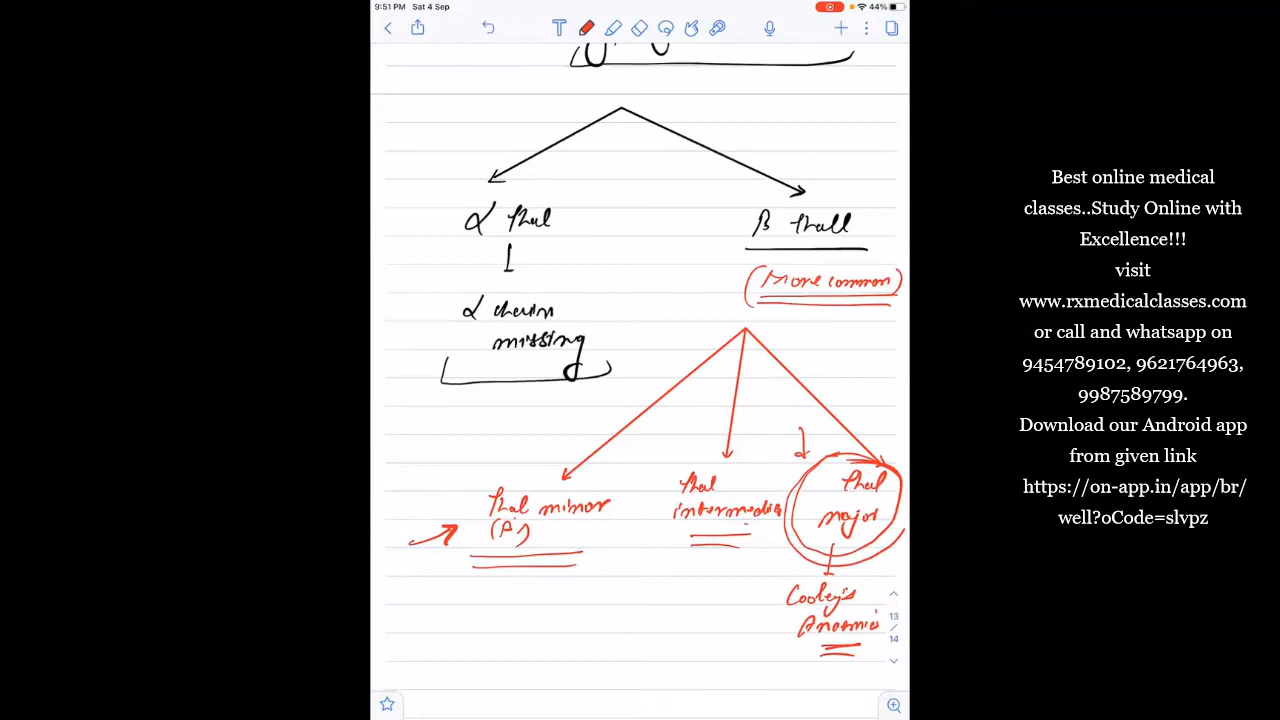 9:51 PM Sat 4 Sep
44%
T
α thal
β thall
(More common)
α chain
missing
thal minor
thal
intermedia
thal
major
Cooley's
Anaemia
13
/
14
Best online medical
classes..Study Online with
Excellence!!!
visit
www.rxmedicalclasses.com
or call and whatsapp on
9454789102, 9621764963,
9987589799.
Download our Android app
from given link
https://on-app.in/app/br/
well?oCode=slvpz